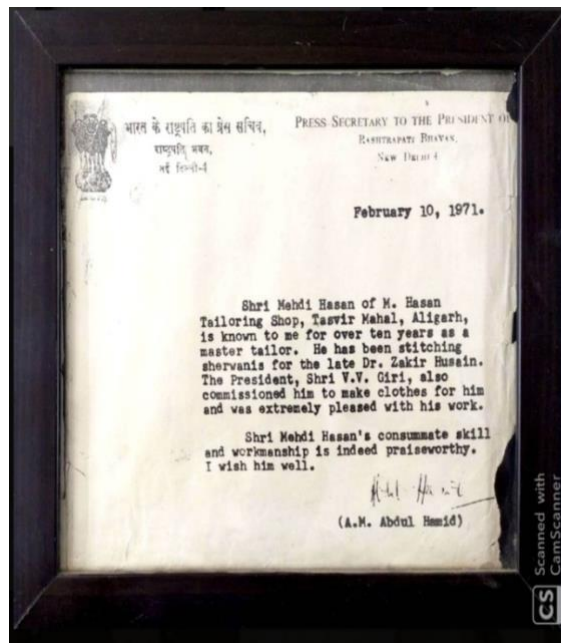 भारत के राष्ट्रपति का प्रेस सचिव,
राष्ट्रपति भवन,
नई दिल्ली-4
PRESS SECRETARY TO THE PRESIDENT
RASHTRAPATI BHAVAN,
NEW DELHI
February 10, 1971.
Shri Mehdi Hasan of M. Hasan
Tailoring Shop, Tasvir Mahal, Aligarh,
is known to me for over ten years as a
master tailor. He has been stitching
sherwanis for the late Dr. Zakir Husain.
The President, Shri V.V. Giri, also
commissioned him to make clothes for him
and was extremely pleased with his work.
Shri Mehdi Hasan's consummate skill
and workmanship is indeed praiseworthy.
I wish him well.
(A.M. Abdul Hamid)
CS Scanned with
CamScanner